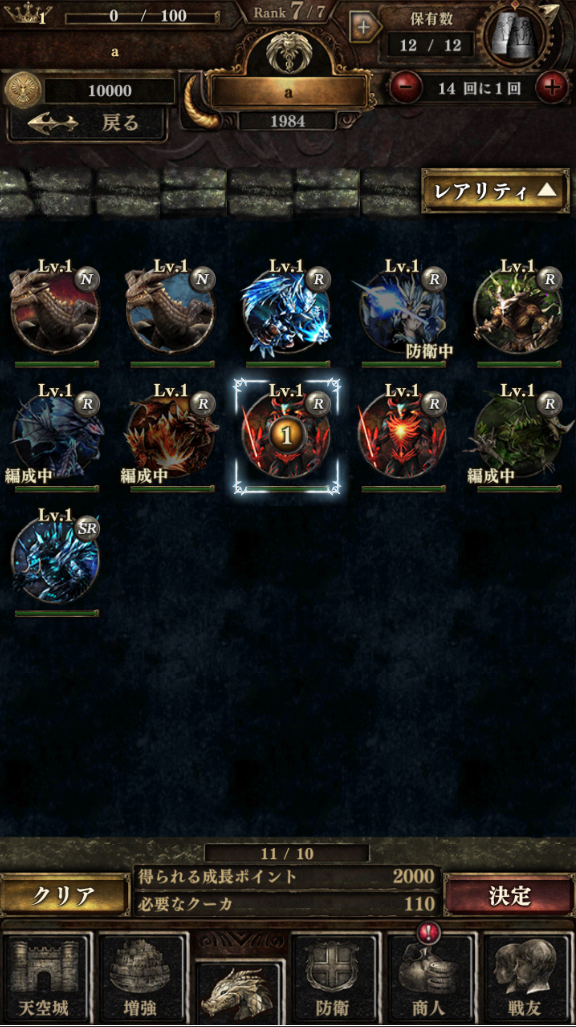 1
0 / 100
Rank 7/7
保有数
12 / 12
a
10000
a
14 回に1回
戻る
1984
レアリティ
Lv.1 N
Lv.1 N
Lv.1 R
Lv.1 R
防衛中
Lv.1 R
Lv.1 R
編成中
Lv.1 R
編成中
Lv.1 R
1
Lv.1 R
Lv.1 R
編成中
Lv.1 SR
11 / 10
得られる成長ポイント 2000
必要なクーカ 110
クリア
決定
天空城
増強
防衛
!
商人
戦友